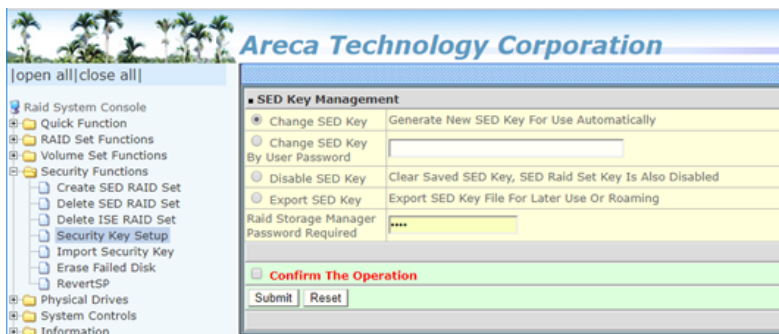 Areca Technology Corporation
|open all|close all|
Raid System Console
Quick Function
RAID Set Functions
Volume Set Functions
Security Functions
Create SED RAID Set
Delete SED RAID Set
Delete ISE RAID Set
Security Key Setup
Import Security Key
Erase Failed Disk
RevertSP
Physical Drives
System Controls
Information
SED Key Management
Change SED Key Generate New SED Key For Use Automatically
Change SED Key
By User Password
Disable SED Key Clear Saved SED Key, SED Raid Set Key Is Also Disabled
Export SED Key Export SED Key File For Later Use Or Roaming
Raid Storage Manager
Password Required ••••
Confirm The Operation
Submit Reset